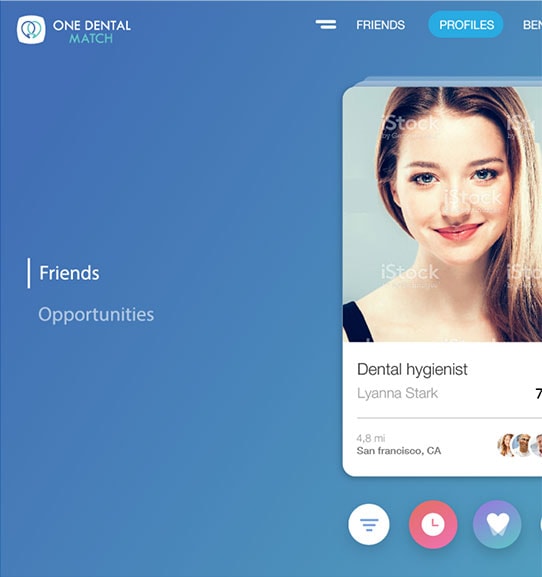 ONE DENTAL
MATCH
FRIENDS
PROFILES
BEN
iStock
iStock
iStock
iStock
Friends
Opportunities
Dental hygienist
Lyanna Stark
7
4,8 mi
San francisco, CA